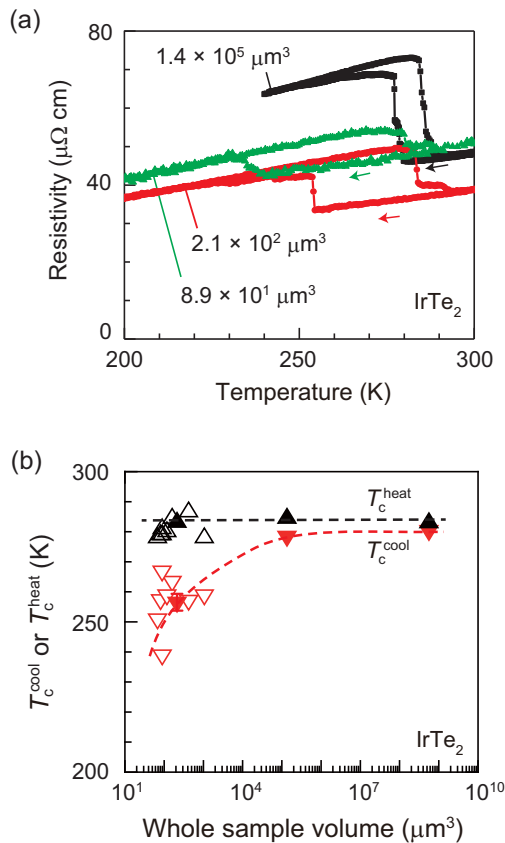 (a)
80
40
0
Resistivity (μΩ cm)
1.4 × 10⁵ μm³
2.1 × 10² μm³
8.9 × 10¹ μm³
IrTe₂
200
250
300
Temperature (K)
(b)
300
250
200
T_c^cool or T_c^heat (K)
T_c^heat
T_c^cool
IrTe₂
10¹
10⁴
10⁷
10¹⁰
Whole sample volume (μm³)